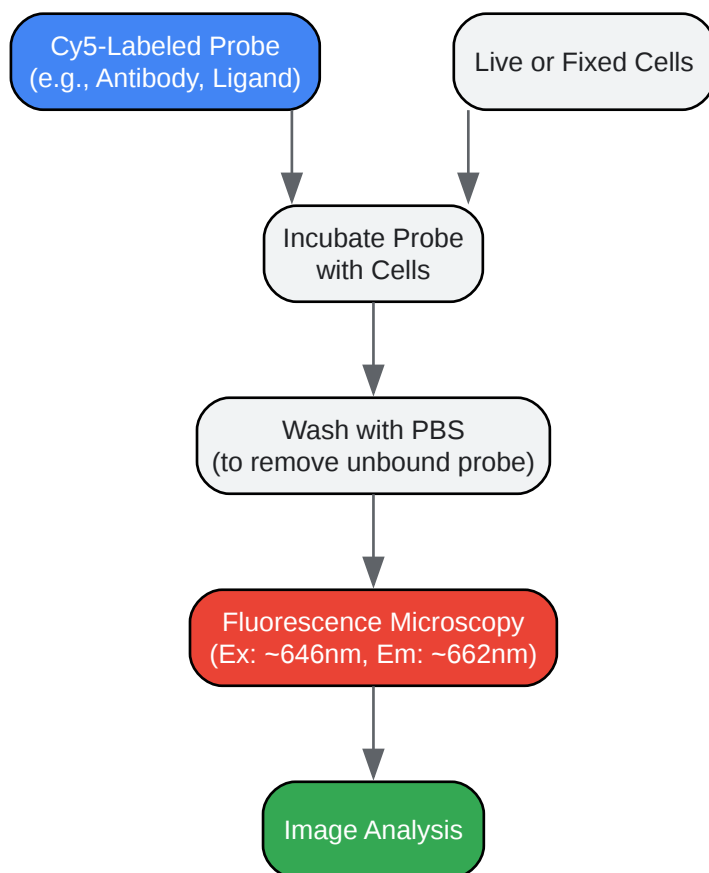 Cy5-Labeled Probe
(e.g., Antibody, Ligand)
Live or Fixed Cells
Incubate Probe
with Cells
Wash with PBS
(to remove unbound probe)
Fluorescence Microscopy
(Ex: ~646nm, Em: ~662nm)
Image Analysis